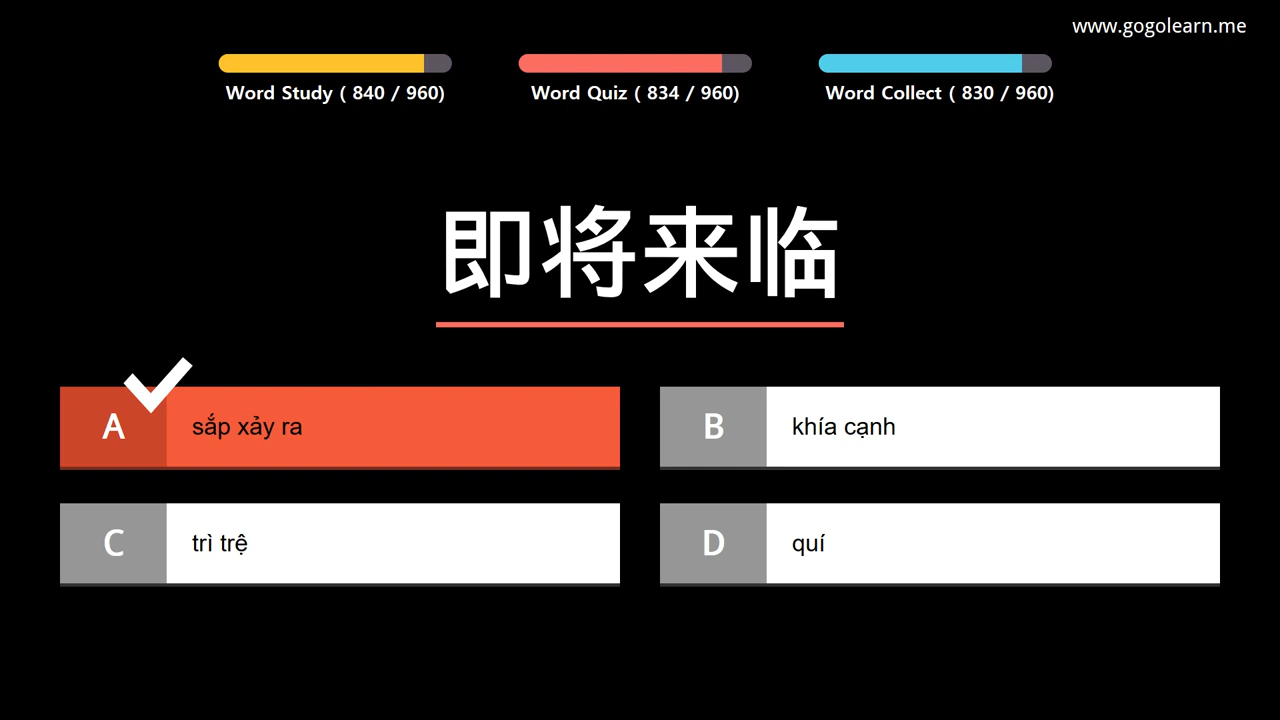 www.gogolearn.me
Word Study ( 840 / 960)
Word Quiz ( 834 / 960)
Word Collect ( 830 / 960)
即将来临
A
sắp xảy ra
B
khía cạnh
C
trì trệ
D
quí